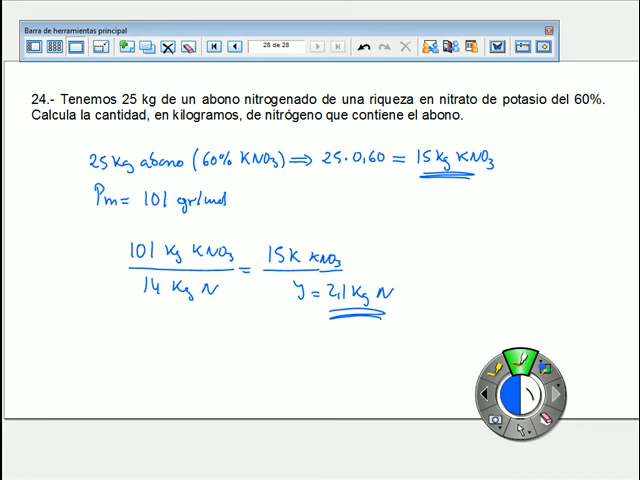 Barra de herramientas principal
28 de 28
24.- Tenemos 25 kg de un abono nitrogenado de una riqueza en nitrato de potasio del 60%.
Calcula la cantidad, en kilogramos, de nitrógeno que contiene el abono.
25 Kg abono (60% KNO₃) ⟹ 25·0,60 = 15 Kg KNO₃
Pm = 101 gr/mol
101 Kg KNO₃ = 15 K KNO₃
14 Kg N y = 2,1 Kg N